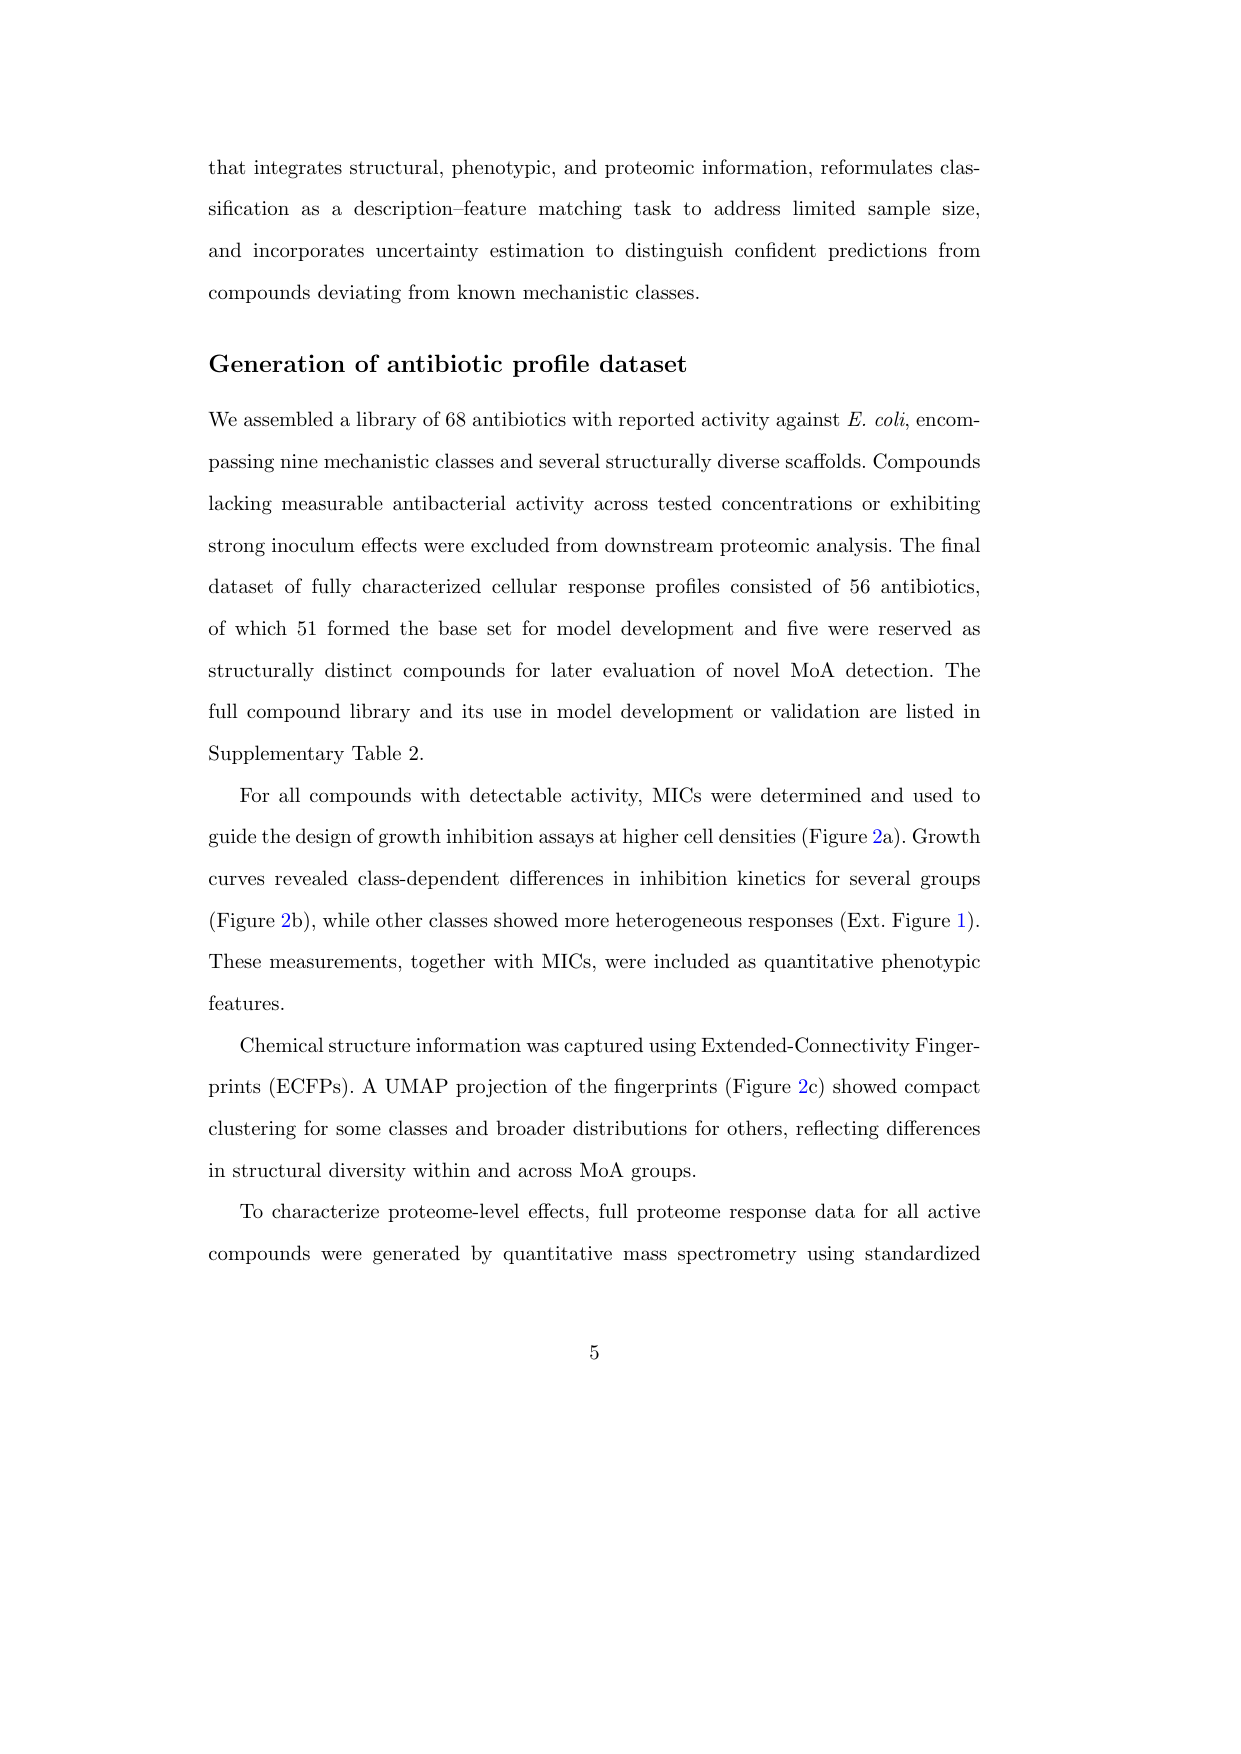 that integrates structural, phenotypic, and proteomic information, reformulates clas-
sification as a description–feature matching task to address limited sample size,
and incorporates uncertainty estimation to distinguish confident predictions from
compounds deviating from known mechanistic classes.
Generation of antibiotic profile dataset
We assembled a library of 68 antibiotics with reported activity against E. coli, encom-
passing nine mechanistic classes and several structurally diverse scaffolds. Compounds
lacking measurable antibacterial activity across tested concentrations or exhibiting
strong inoculum effects were excluded from downstream proteomic analysis. The final
dataset of fully characterized cellular response profiles consisted of 56 antibiotics,
of which 51 formed the base set for model development and five were reserved as
structurally distinct compounds for later evaluation of novel MoA detection. The
full compound library and its use in model development or validation are listed in
Supplementary Table 2.
For all compounds with detectable activity, MICs were determined and used to
guide the design of growth inhibition assays at higher cell densities (Figure 2a). Growth
curves revealed class-dependent differences in inhibition kinetics for several groups
(Figure 2b), while other classes showed more heterogeneous responses (Ext. Figure 1).
These measurements, together with MICs, were included as quantitative phenotypic
features.
Chemical structure information was captured using Extended-Connectivity Finger-
prints (ECFPs). A UMAP projection of the fingerprints (Figure 2c) showed compact
clustering for some classes and broader distributions for others, reflecting differences
in structural diversity within and across MoA groups.
To characterize proteome-level effects, full proteome response data for all active
compounds were generated by quantitative mass spectrometry using standardized
5